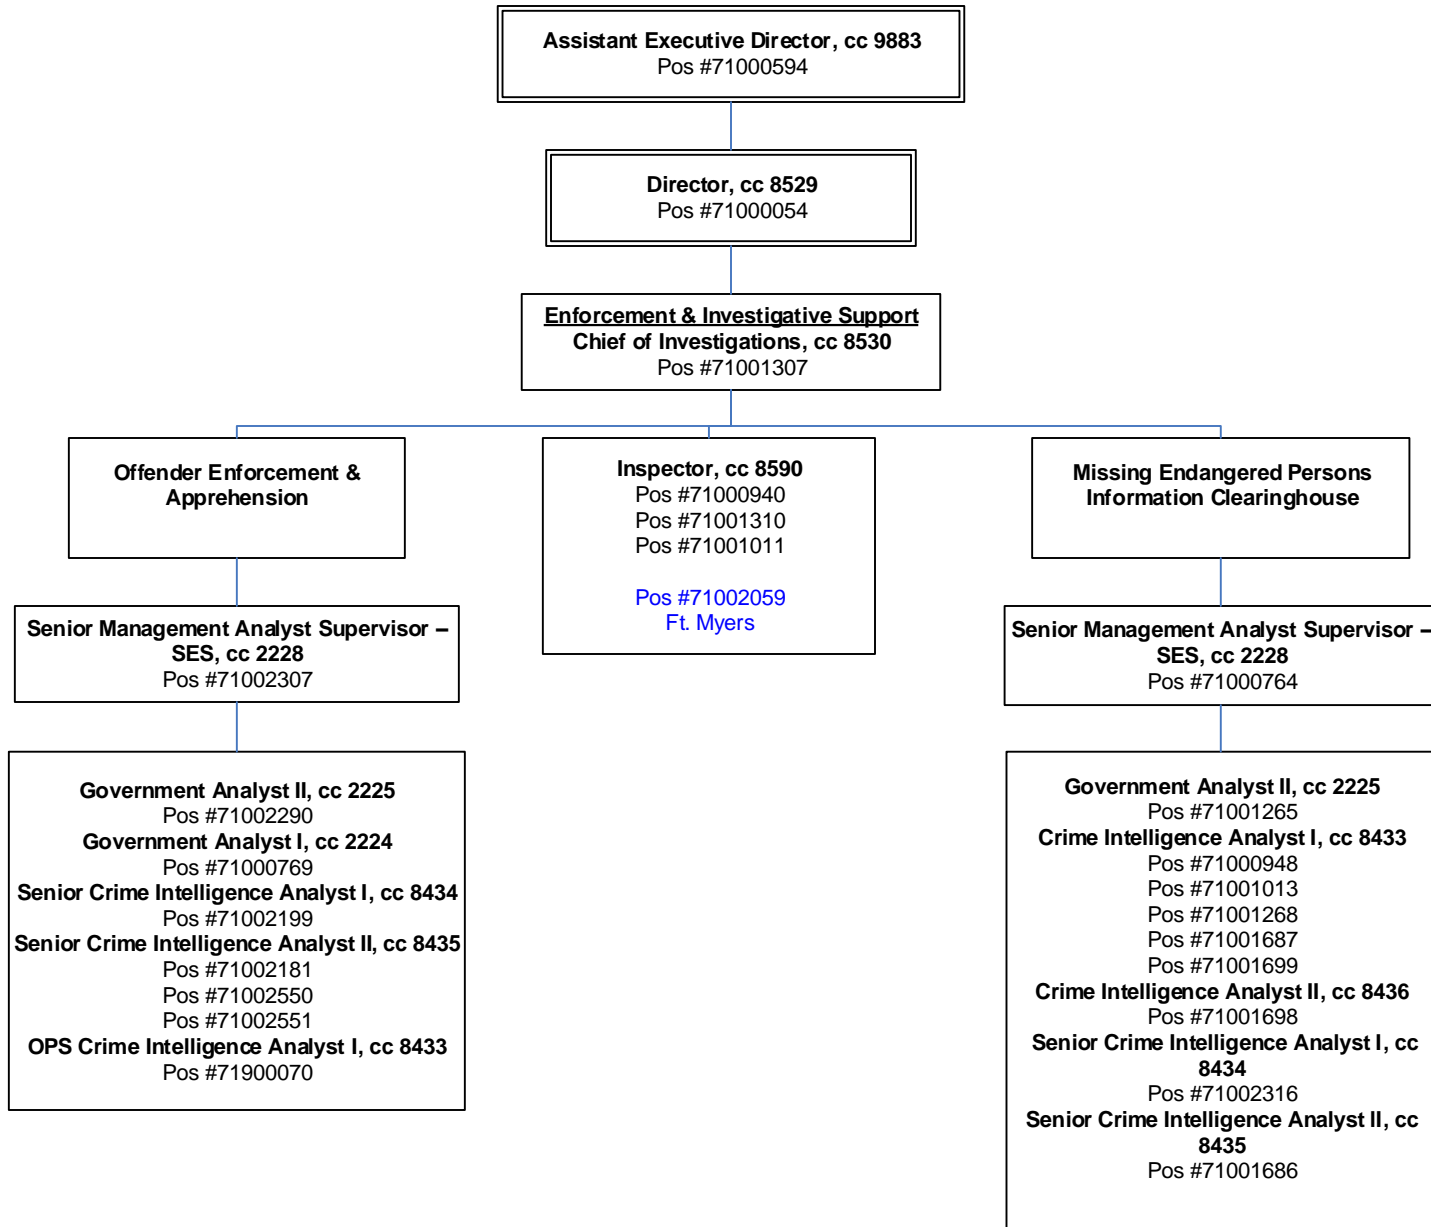 Assistant Executive Director, cc 9883
Pos #71000594
Director, cc 8529
Pos #71000054
Enforcement & Investigative Support
Chief of Investigations, cc 8530
Pos #71001307
Offender Enforcement &
Apprehension
Inspector, cc 8590
Pos #71000940
Pos #71001310
Pos #71001011
Pos #71002059
Ft. Myers
Missing Endangered Persons
Information Clearinghouse
Senior Management Analyst Supervisor –
SES, cc 2228
Pos #71002307
Senior Management Analyst Supervisor –
SES, cc 2228
Pos #71000764
Government Analyst II, cc 2225
Pos #71002290
Government Analyst I, cc 2224
Pos #71000769
Senior Crime Intelligence Analyst I, cc 8434
Pos #71002199
Senior Crime Intelligence Analyst II, cc 8435
Pos #71002181
Pos #71002550
Pos #71002551
OPS Crime Intelligence Analyst I, cc 8433
Pos #71900070
Government Analyst II, cc 2225
Pos #71001265
Crime Intelligence Analyst I, cc 8433
Pos #71000948
Pos #71001013
Pos #71001268
Pos #71001687
Pos #71001699
Crime Intelligence Analyst II, cc 8436
Pos #71001698
Senior Crime Intelligence Analyst I, cc
8434
Pos #71002316
Senior Crime Intelligence Analyst II, cc
8435
Pos #71001686